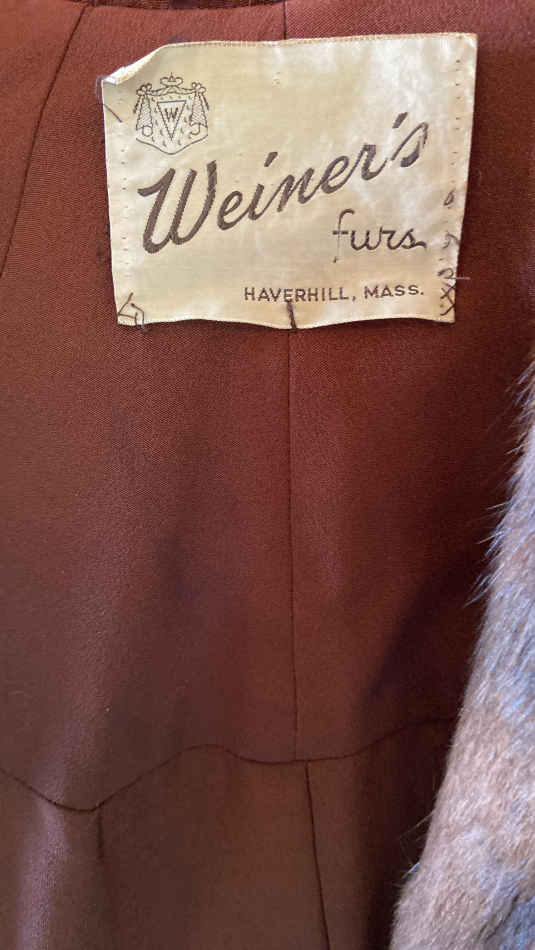 W
Weiner's
furs
HAVERHILL, MASS.